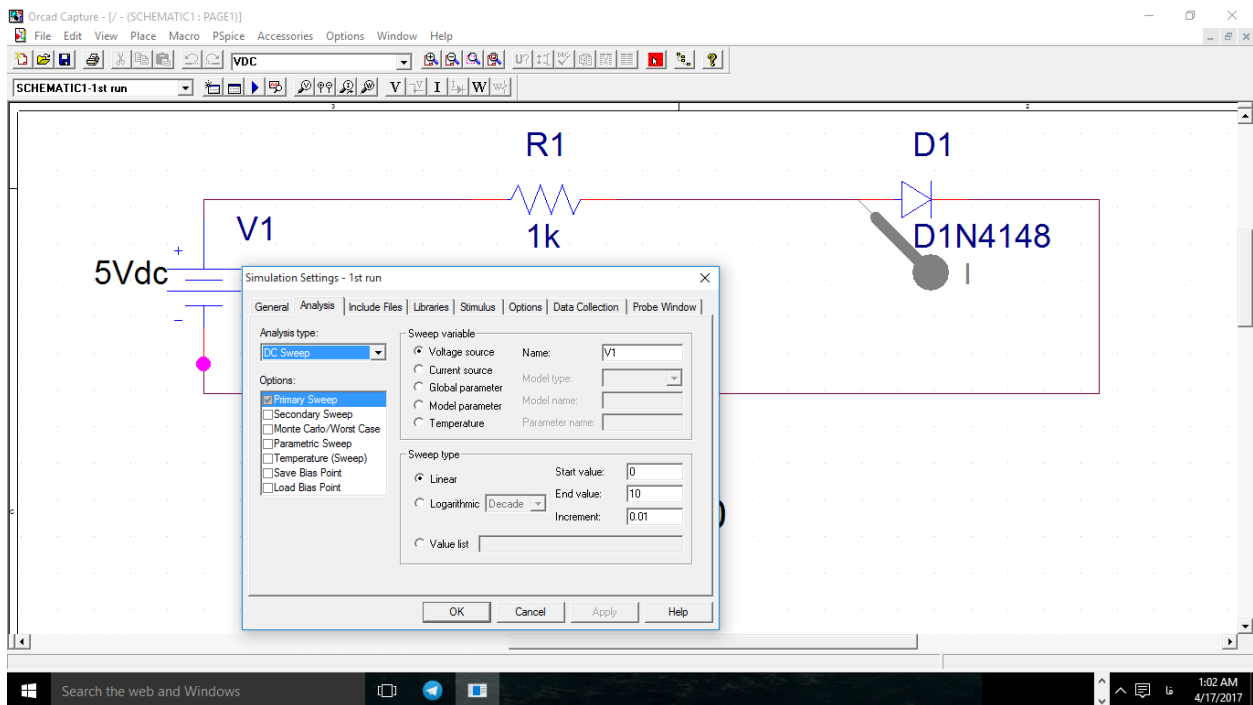 Orcad Capture - [/ - (SCHEMATIC1 : PAGE1)]
File Edit View Place Macro PSpice Accessories Options Window Help
VDC
U?
SCHEMATIC1-1st run
V I W
3 2
R1 D1
V1
1k D1N4148
+
5Vdc
I
−
Simulation Settings - 1st run
General Analysis Include Files Libraries Stimulus Options Data Collection Probe Window
Analysis type:
DC Sweep
Options:
Primary Sweep
Secondary Sweep
Monte Carlo/Worst Case
Parametric Sweep
Temperature (Sweep)
Save Bias Point
Load Bias Point
Sweep variable
Voltage source Name: V1
Current source
Global parameter Model type:
Model parameter Model name:
Temperature Parameter name:
Sweep type
Linear Start value: 0
End value: 10
Logarithmic Decade
Increment: 0.01
Value list
OK Cancel Apply Help
C
Search the web and Windows
فا
1:02 AM
4/17/2017